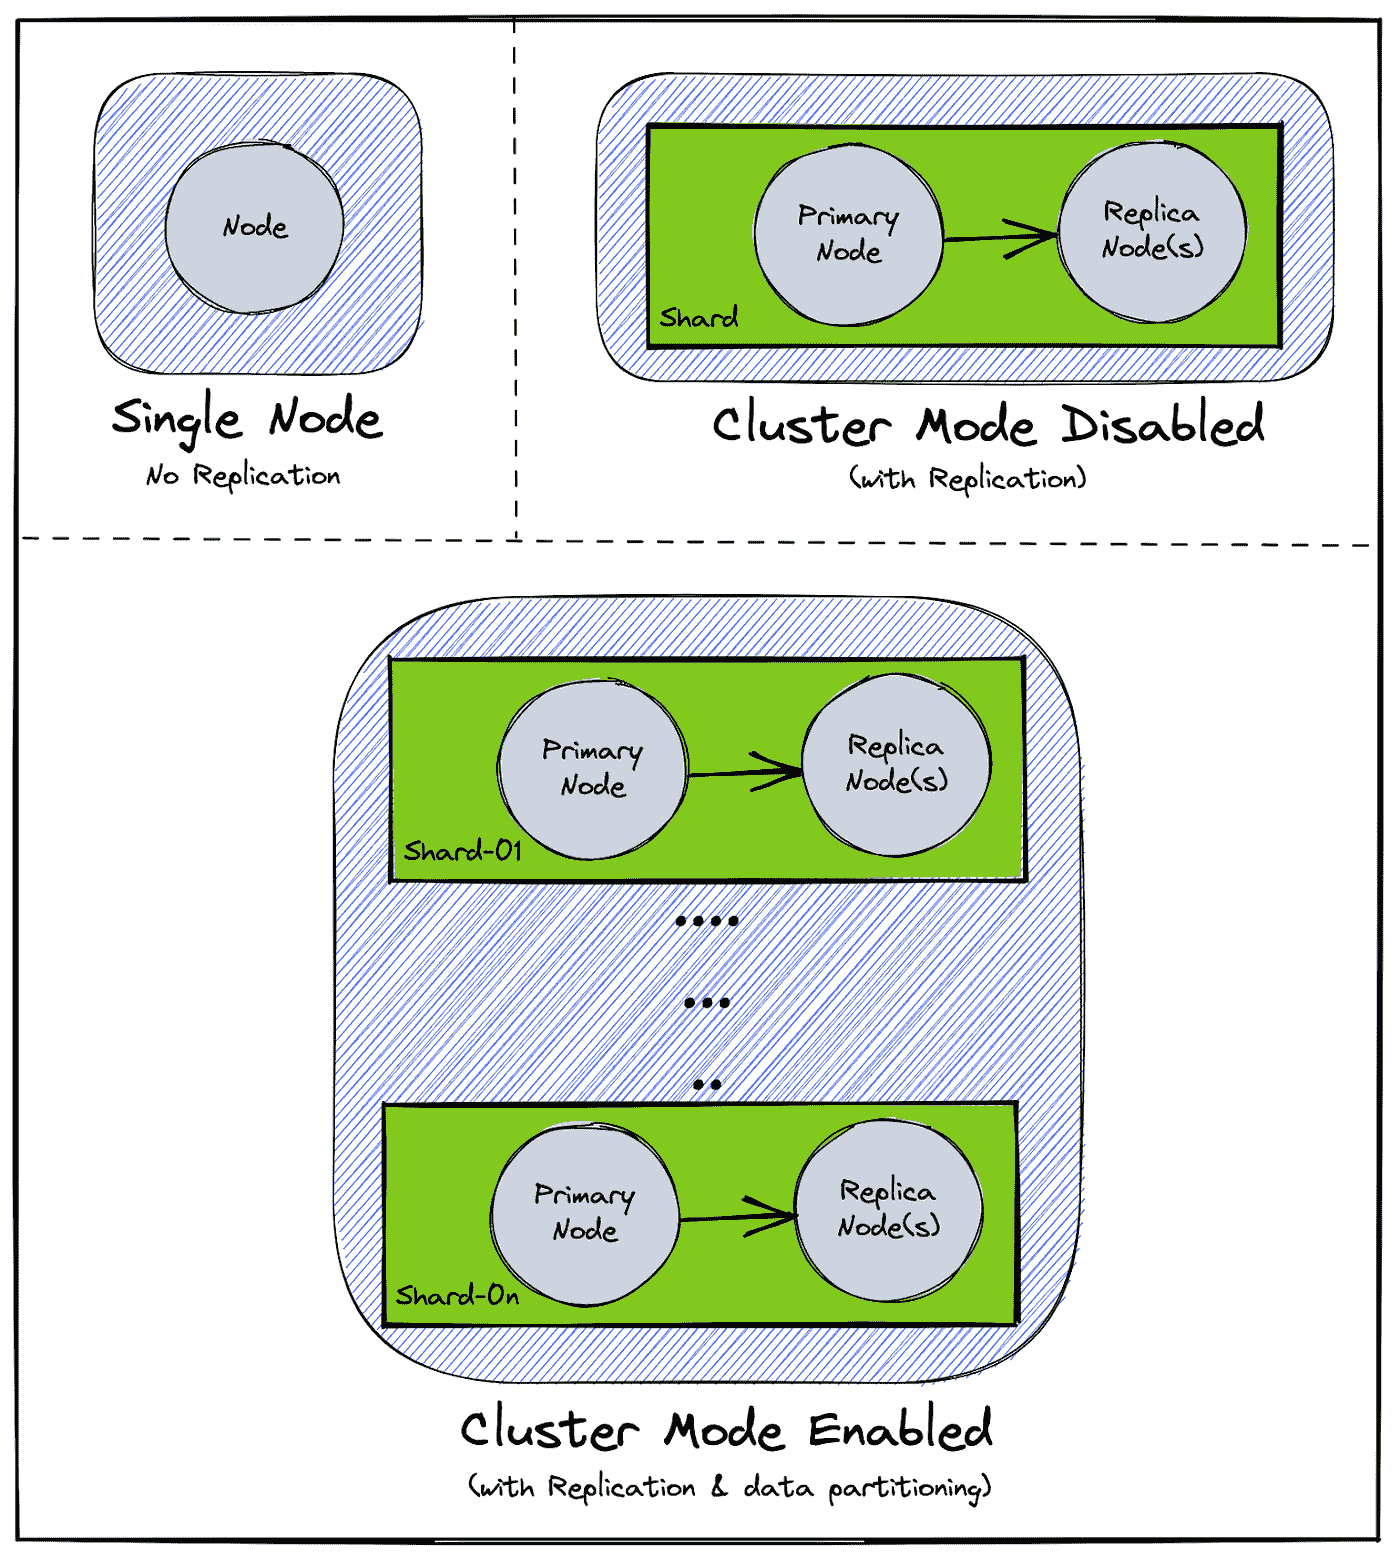 Node
Single Node
No Replication
Primary
Node
Replica
Node(s)
Shard
Cluster Mode Disabled
(with Replication)
Primary
Node
Replica
Node(s)
Shard-01
Primary
Node
Replica
Node(s)
Shard-0n
Cluster Mode Enabled
(with Replication & data partitioning)